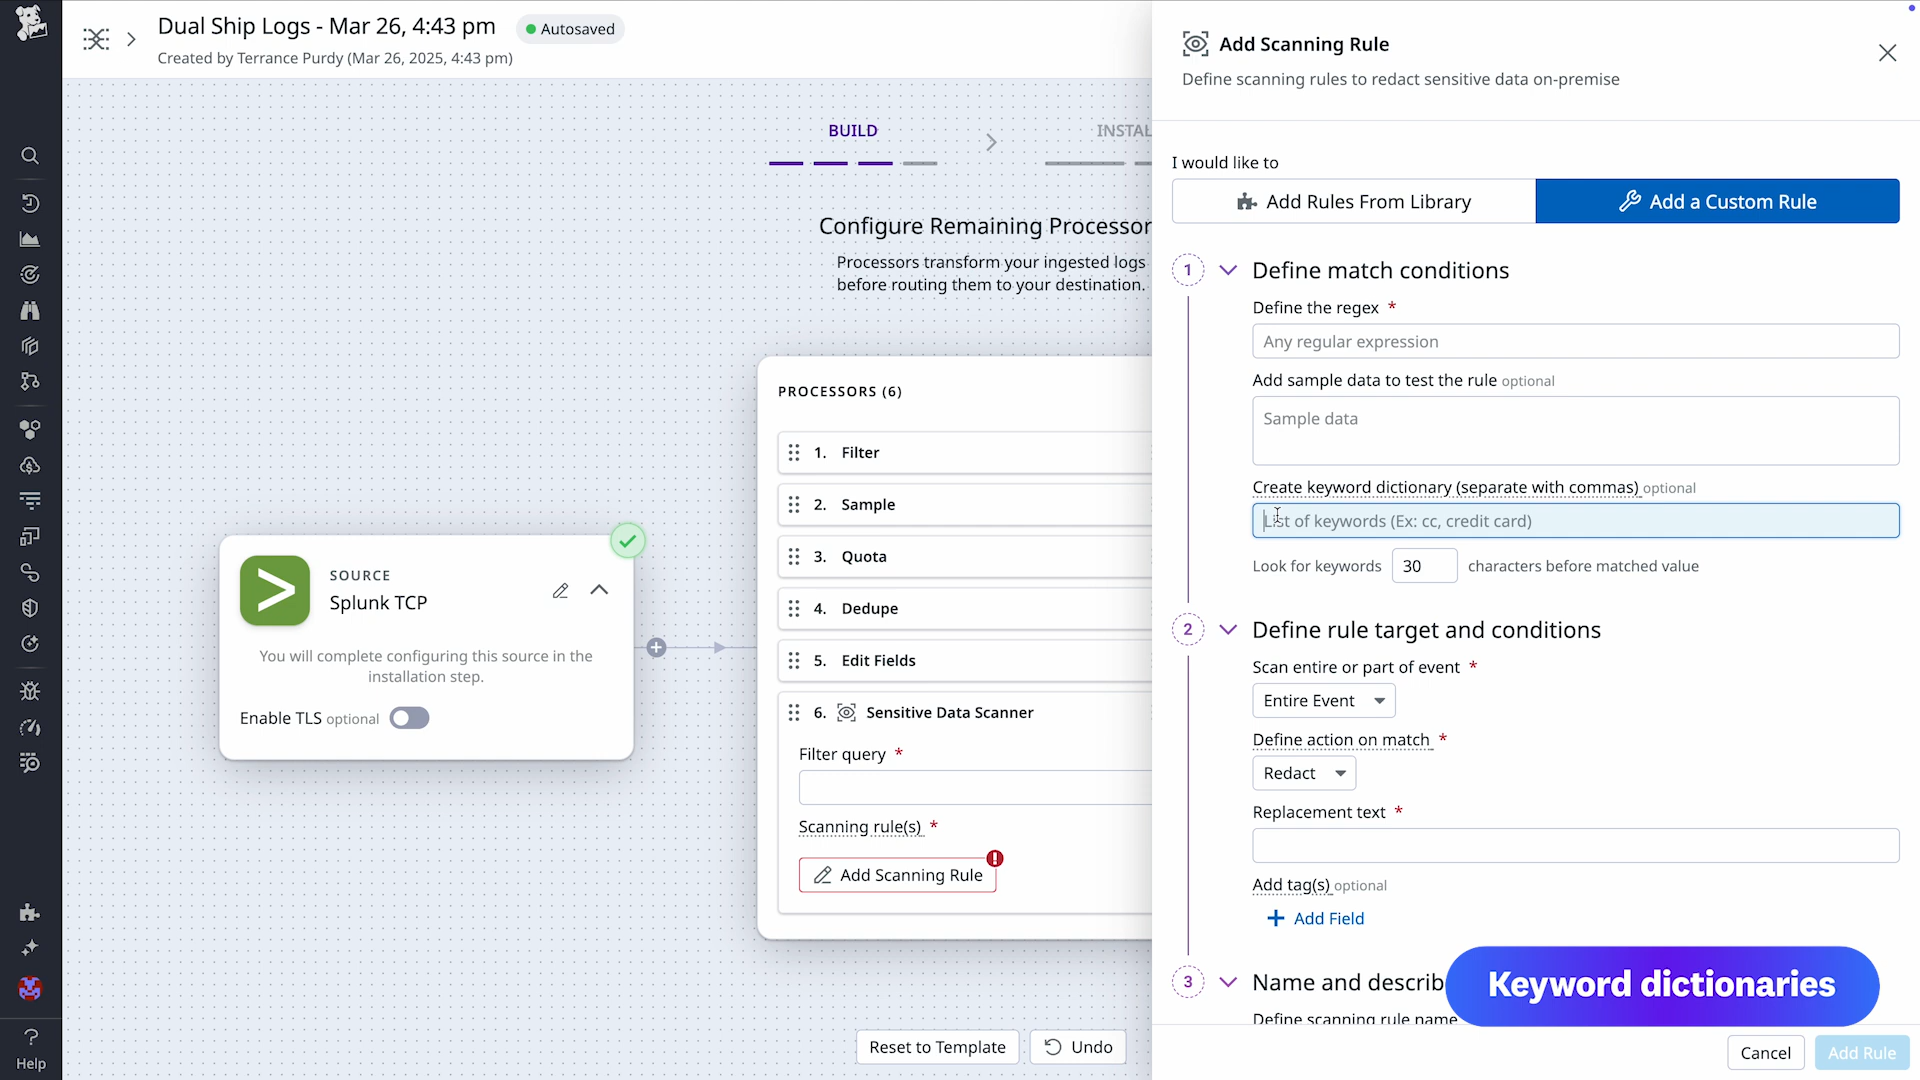 Dual Ship Logs - Mar 26, 4:43 pm
Autosaved
Created by Terrance Purdy (Mar 26, 2025, 4:43 pm)
BUILD
INSTAL
Configure Remaining Processor
Processors transform your ingested logs
before routing them to your destination.
SOURCE
Splunk TCP
You will complete configuring this source in the
installation step.
Enable TLS optional
PROCESSORS (6)
1. Filter
2. Sample
3. Quota
4. Dedupe
5. Edit Fields
6. Sensitive Data Scanner
Filter query *
Scanning rule(s) *
Add Scanning Rule
Reset to Template
Undo
Help
Add Scanning Rule
Define scanning rules to redact sensitive data on-premise
I would like to
Add Rules From Library
Add a Custom Rule
1 Define match conditions
Define the regex *
Any regular expression
Add sample data to test the rule optional
Sample data
Create keyword dictionary (separate with commas) optional
List of keywords (Ex: cc, credit card)
Look for keywords 30 characters before matched value
2 Define rule target and conditions
Scan entire or part of event *
Entire Event
Define action on match *
Redact
Replacement text *
Add tag(s) optional
Add Field
3 Name and describ
Define scanning rule name
Keyword dictionaries
Cancel
Add Rule